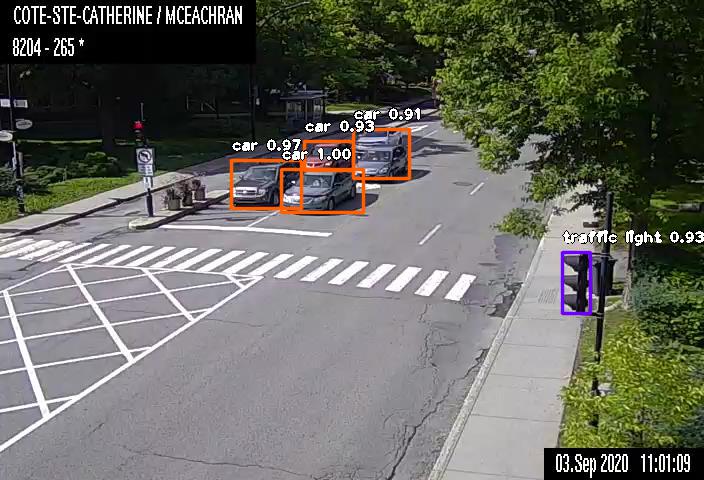 COTE-STE-CATHERINE / MCEACHRAN
8204 - 265 *
car 0.91
car 0.93
car 0.97
car 1.00
traffic light 0.93
03.Sep 2020 11:01:09